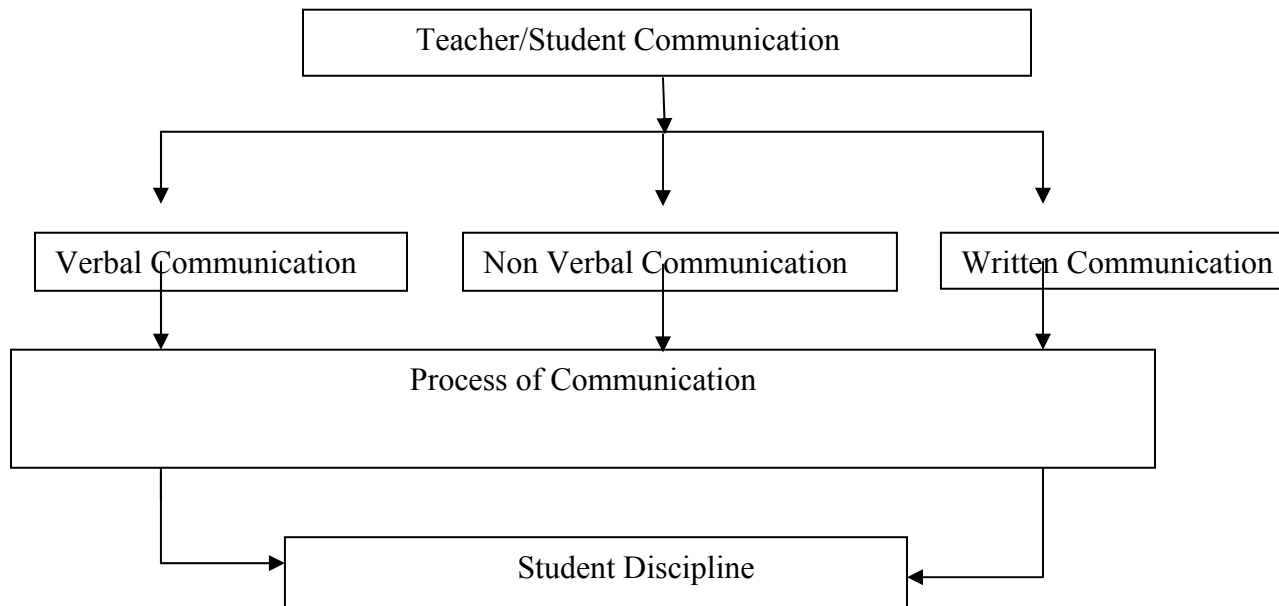 Teacher/Student Communication
Verbal Communication
Non Verbal Communication
Written Communication
Process of Communication
Student Discipline